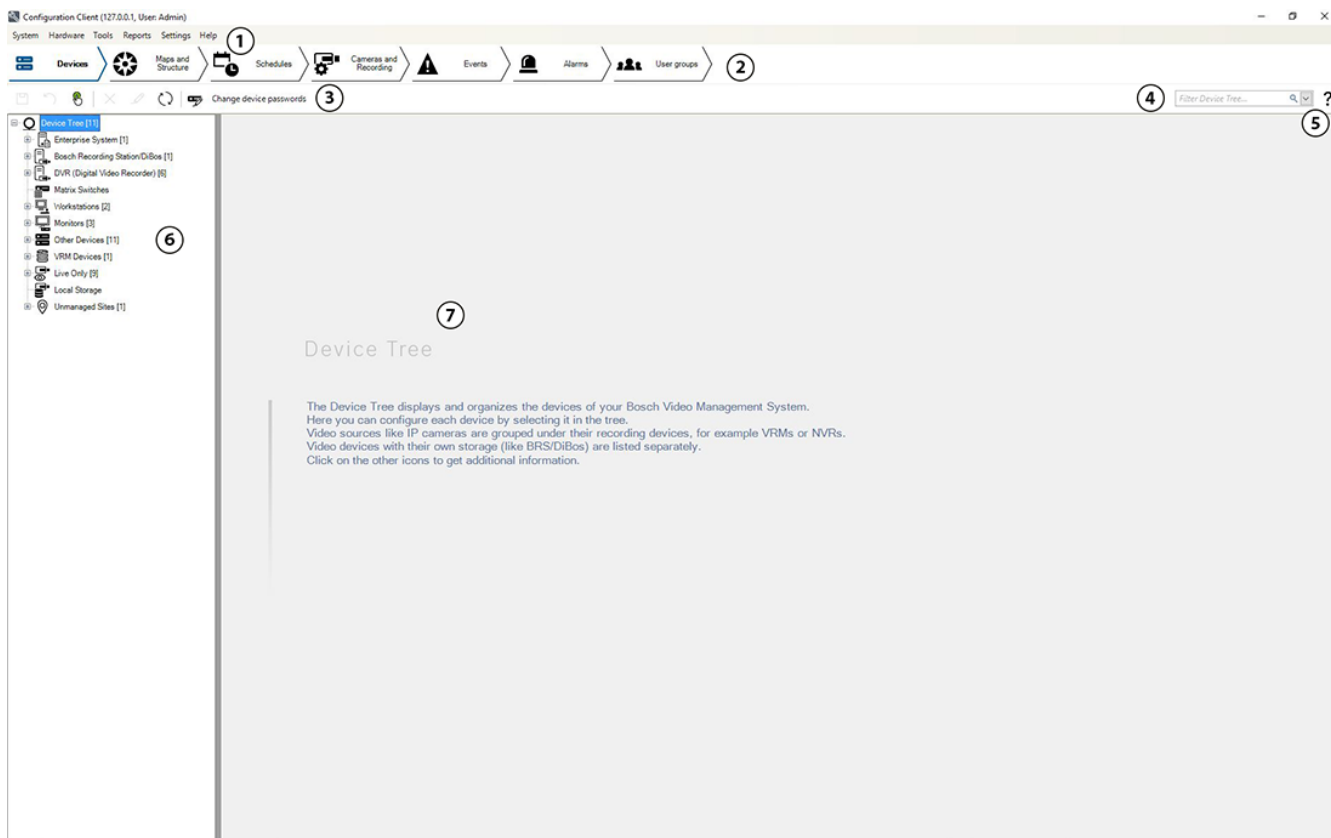 Configuration Client (127.0.0.1, User: Admin)
System Hardware Tools Reports Settings Help
1
Devices
Maps and
Structure
Schedules
Cameras and
Recording
Events
Alarms
User groups
2
Change device passwords
3
4
Filter Device Tree...
?
5
Device Tree [11]
Enterprise System [1]
Bosch Recording Station/DiBos [1]
DVR (Digital Video Recorder) [6]
Matrix Switches
Workstations [2]
Monitors [3]
Other Devices [11]
6
VRM Devices [1]
Live Only [9]
Local Storage
Unmanaged Sites [1]
7
Device Tree
The Device Tree displays and organizes the devices of your Bosch Video Management System.
Here you can configure each device by selecting it in the tree.
Video sources like IP cameras are grouped under their recording devices, for example VRMs or NVRs.
Video devices with their own storage (like BRS/DiBos) are listed separately.
Click on the other icons to get additional information.